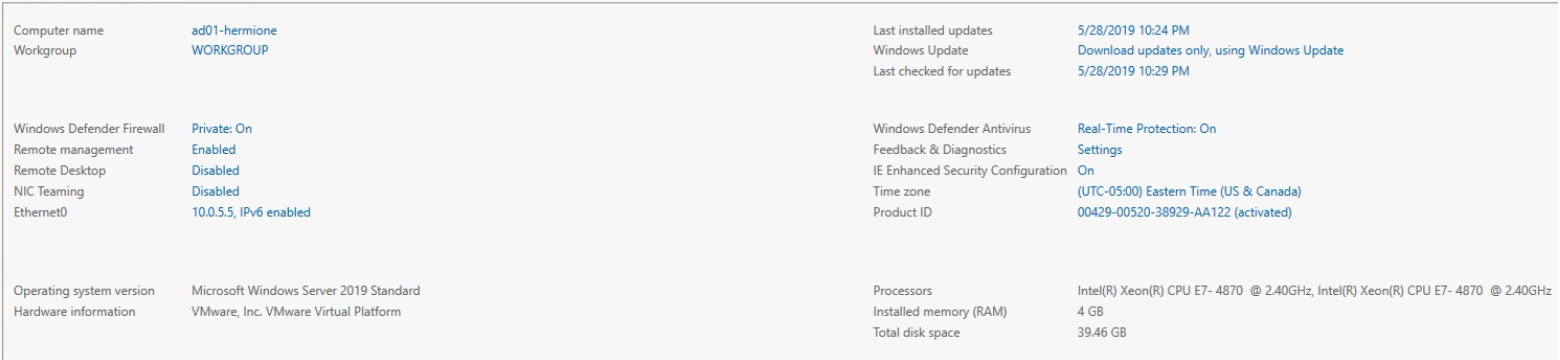 Computer name ad01-hermione
Workgroup WORKGROUP
Last installed updates 5/28/2019 10:24 PM
Windows Update Download updates only, using Windows Update
Last checked for updates 5/28/2019 10:29 PM
Windows Defender Firewall Private: On
Remote management Enabled
Remote Desktop Disabled
NIC Teaming Disabled
Ethernet0 10.0.5.5, IPv6 enabled
Windows Defender Antivirus Real-Time Protection: On
Feedback & Diagnostics Settings
IE Enhanced Security Configuration On
Time zone (UTC-05:00) Eastern Time (US & Canada)
Product ID 00429-00520-38929-AA122 (activated)
Operating system version Microsoft Windows Server 2019 Standard
Hardware information VMware, Inc. VMware Virtual Platform
Processors Intel(R) Xeon(R) CPU E7- 4870  @ 2.40GHz, Intel(R) Xeon(R) CPU E7- 4870  @ 2.40GHz
Installed memory (RAM) 4 GB
Total disk space 39.46 GB